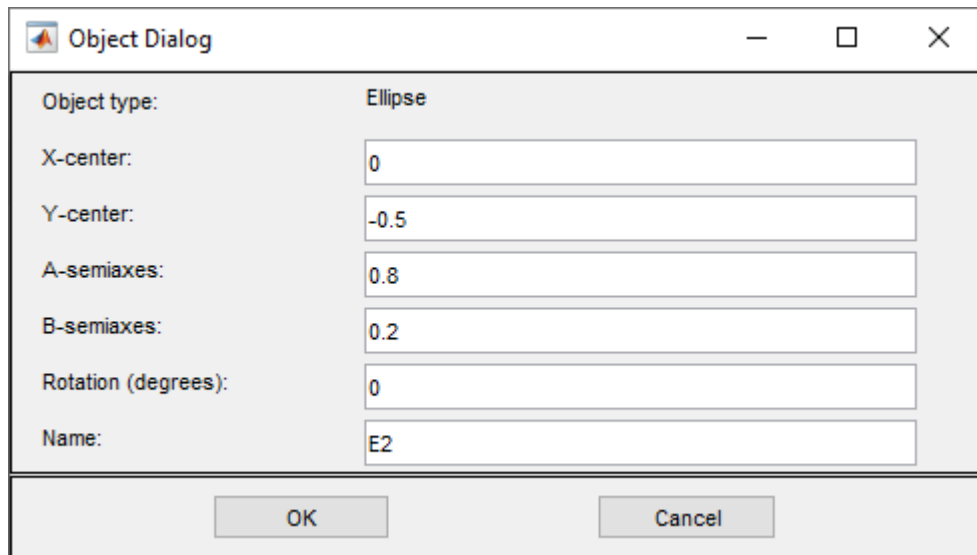 Object Dialog
Object type: Ellipse
X-center: 0
Y-center: -0.5
A-semiaxes: 0.8
B-semiaxes: 0.2
Rotation (degrees): 0
Name: E2
OK Cancel